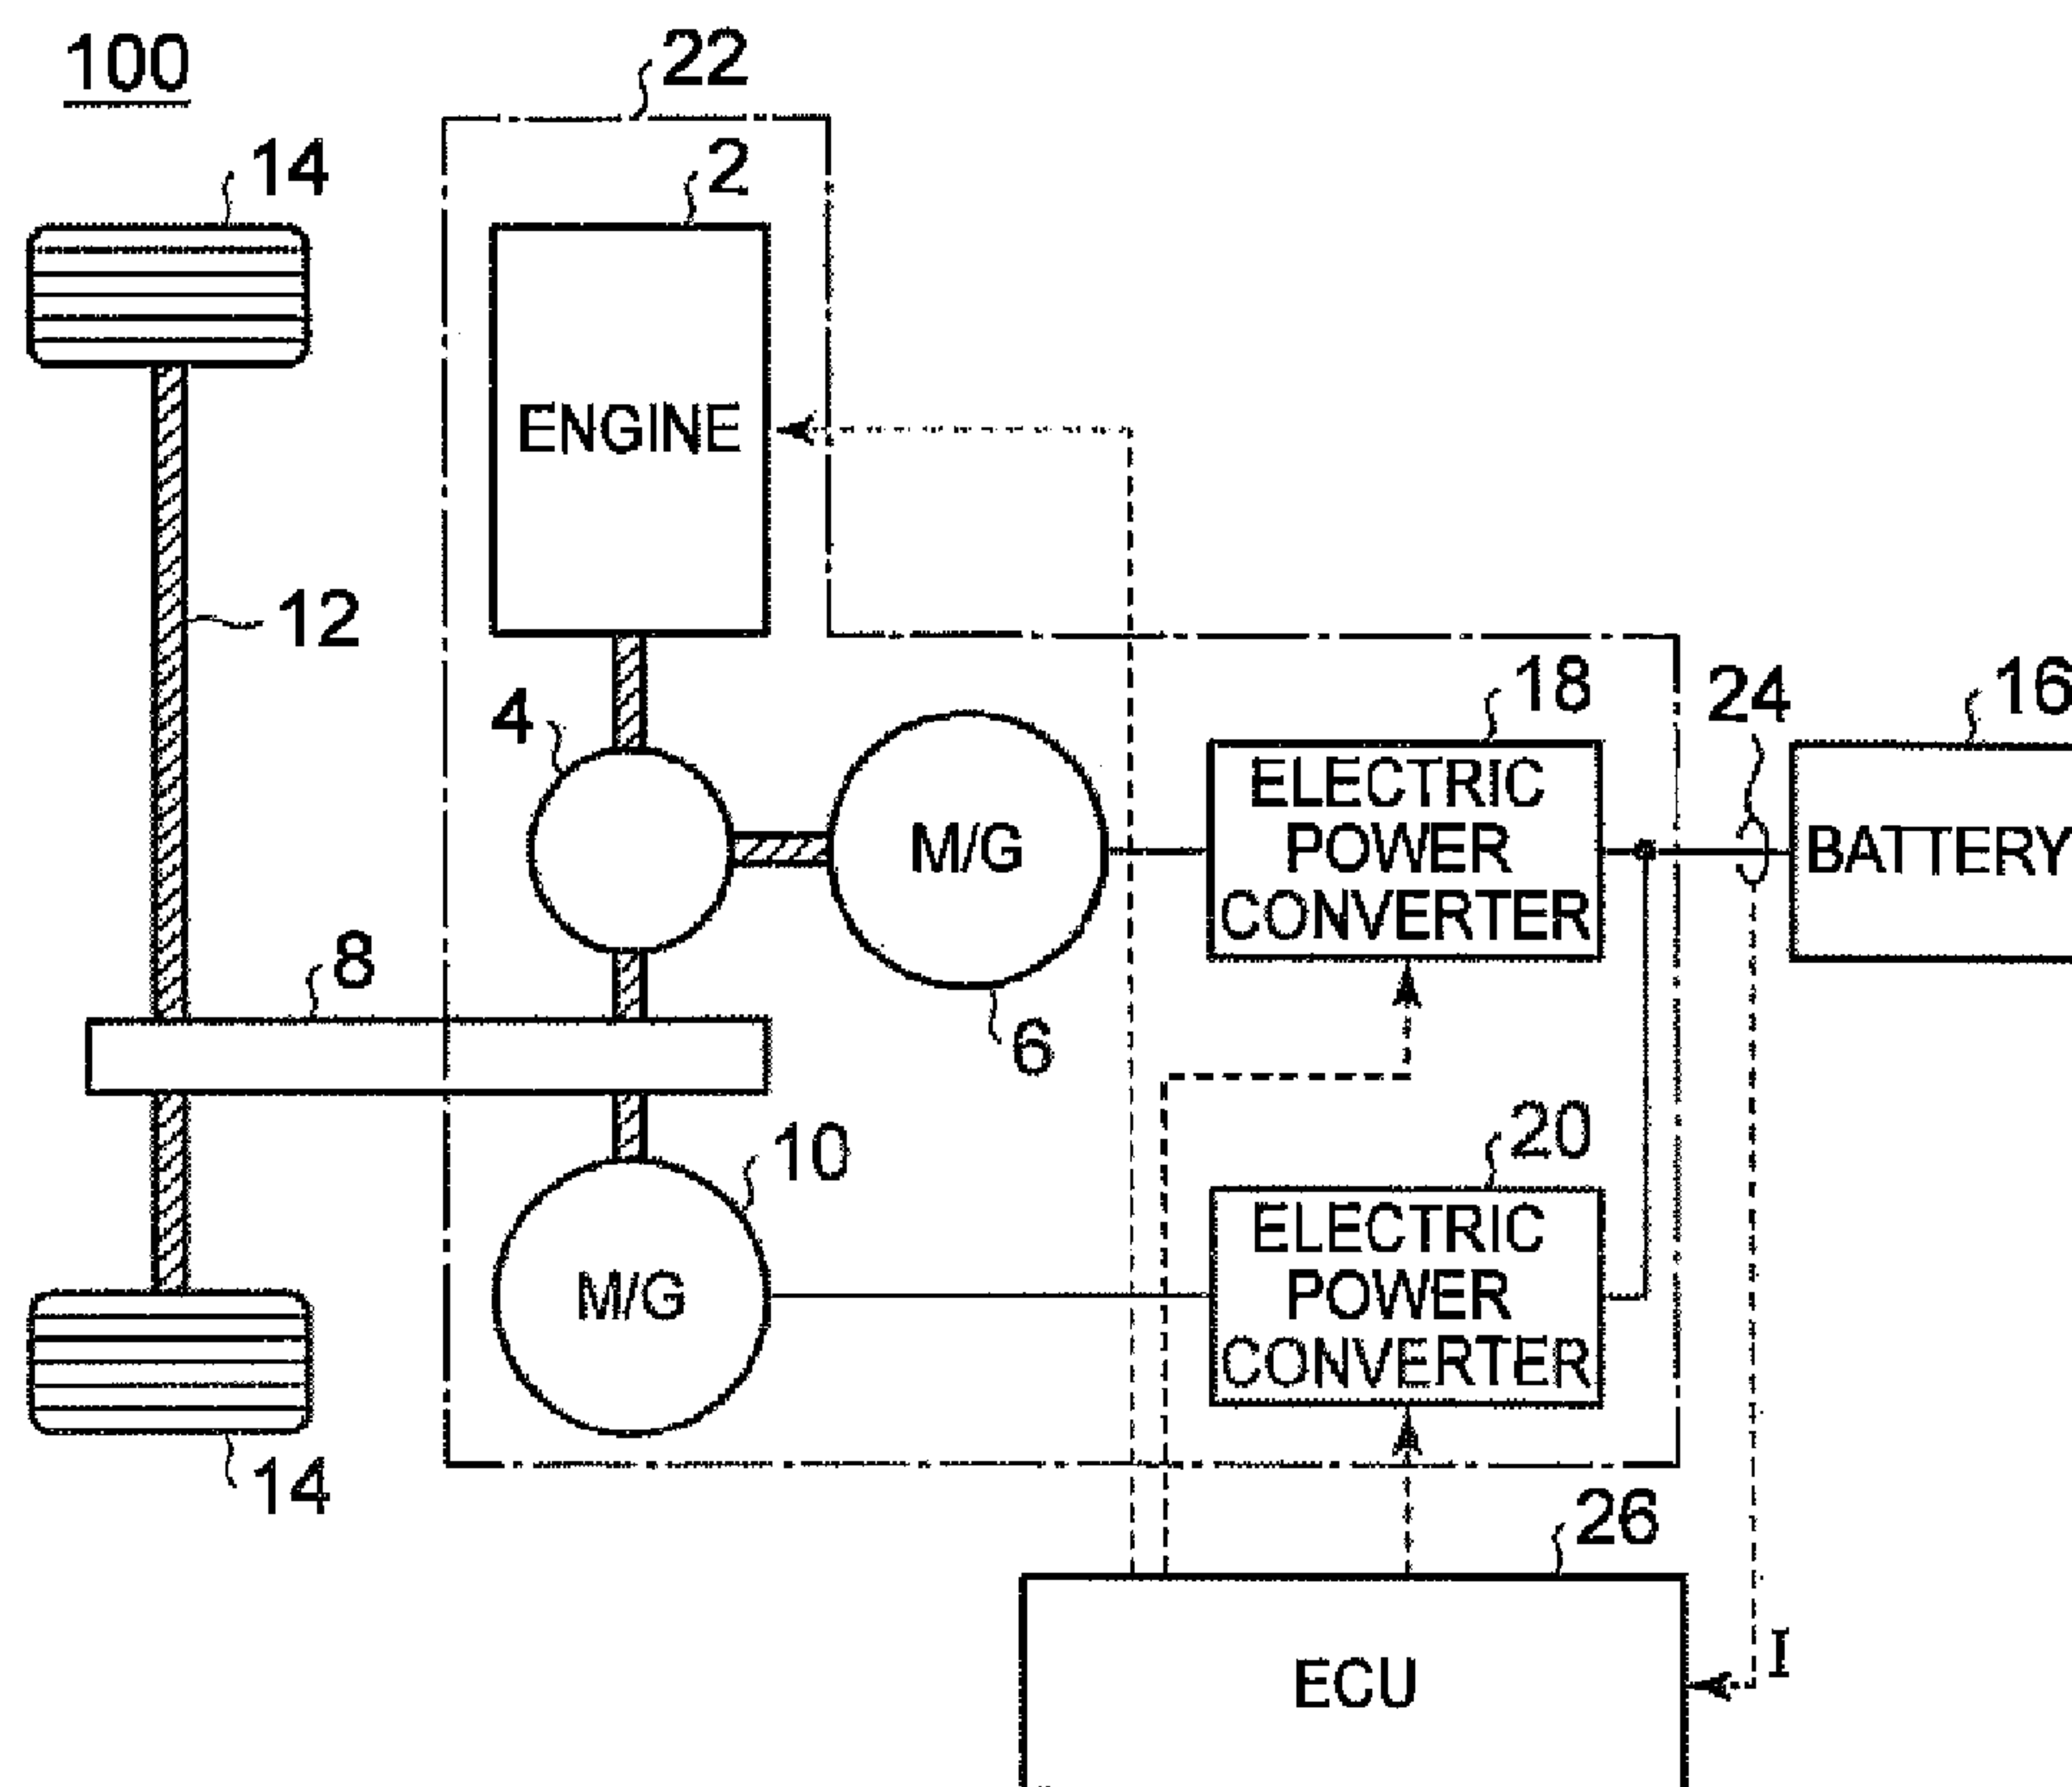 100
22
14
2
ENGINE
12
4
18
24
16
ELECTRIC
POWER
CONVERTER
M/G
BATTERY
8
6
10
20
ELECTRIC
POWER
CONVERTER
M/G
14
26
I
ECU